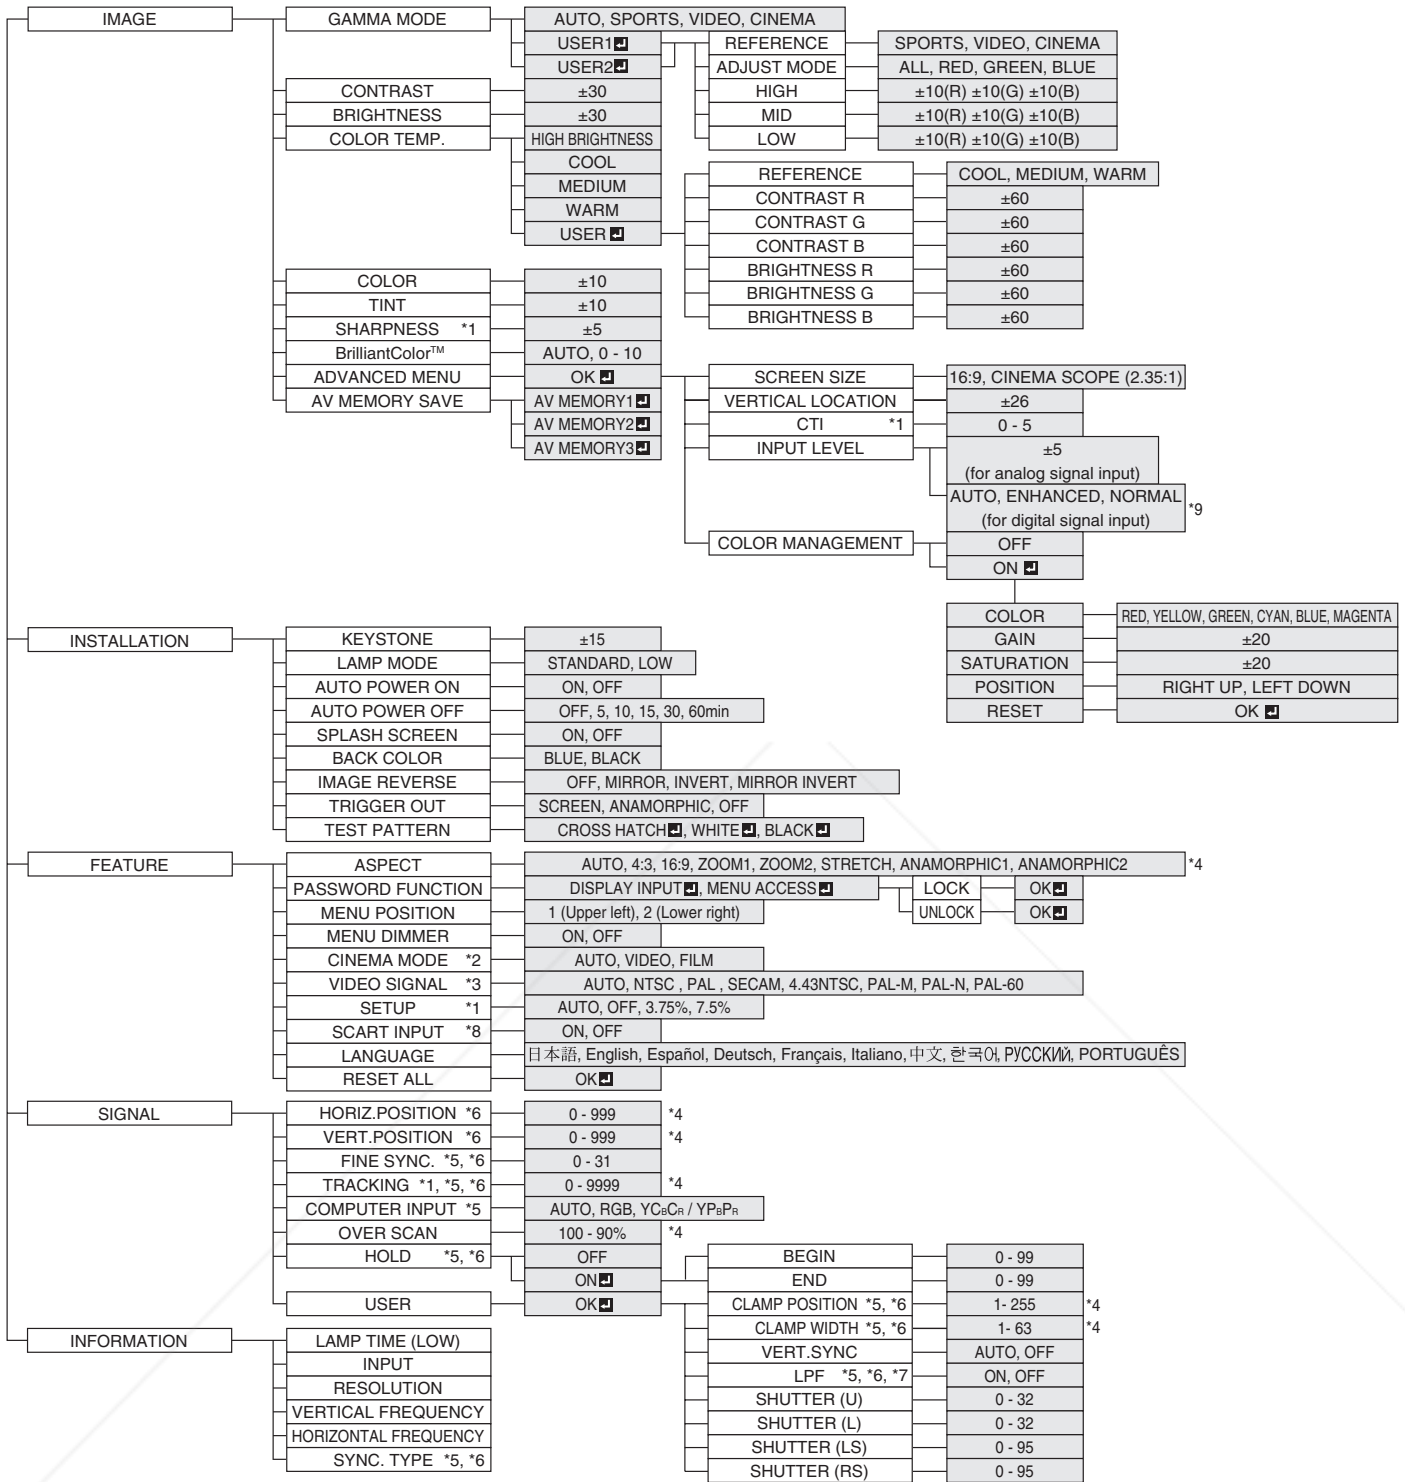 IMAGE GAMMA MODE AUTO, SPORTS, VIDEO, CINEMA
USER1 REFERENCE SPORTS, VIDEO, CINEMA
USER2 ADJUST MODE ALL, RED, GREEN, BLUE
CONTRAST ±30 HIGH ±10(R) ±10(G) ±10(B)
BRIGHTNESS ±30 MID ±10(R) ±10(G) ±10(B)
COLOR TEMP. HIGH BRIGHTNESS LOW ±10(R) ±10(G) ±10(B)
COOL
REFERENCE COOL, MEDIUM, WARM
MEDIUM CONTRAST R ±60
WARM CONTRAST G ±60
USER CONTRAST B ±60
BRIGHTNESS R ±60
COLOR ±10 BRIGHTNESS G ±60
TINT ±10 BRIGHTNESS B ±60
SHARPNESS *1 ±5
BrilliantColor™ AUTO, 0 - 10
ADVANCED MENU OK SCREEN SIZE 16:9, CINEMA SCOPE (2.35:1)
AV MEMORY SAVE AV MEMORY1 VERTICAL LOCATION ±26
AV MEMORY2 CTI *1 0 - 5
AV MEMORY3 INPUT LEVEL ±5
(for analog signal input)
AUTO, ENHANCED, NORMAL
(for digital signal input) *9
COLOR MANAGEMENT OFF
ON
COLOR RED, YELLOW, GREEN, CYAN, BLUE, MAGENTA
INSTALLATION KEYSTONE ±15 GAIN ±20
LAMP MODE STANDARD, LOW SATURATION ±20
AUTO POWER ON ON, OFF POSITION RIGHT UP, LEFT DOWN
AUTO POWER OFF OFF, 5, 10, 15, 30, 60min RESET OK
SPLASH SCREEN ON, OFF
BACK COLOR BLUE, BLACK
IMAGE REVERSE OFF, MIRROR, INVERT, MIRROR INVERT
TRIGGER OUT SCREEN, ANAMORPHIC, OFF
TEST PATTERN CROSS HATCH, WHITE, BLACK
FEATURE ASPECT AUTO, 4:3, 16:9, ZOOM1, ZOOM2, STRETCH, ANAMORPHIC1, ANAMORPHIC2 *4
PASSWORD FUNCTION DISPLAY INPUT, MENU ACCESS LOCK OK
MENU POSITION 1 (Upper left), 2 (Lower right) UNLOCK OK
MENU DIMMER ON, OFF
CINEMA MODE *2 AUTO, VIDEO, FILM
VIDEO SIGNAL *3 AUTO, NTSC , PAL , SECAM, 4.43NTSC, PAL-M, PAL-N, PAL-60
SETUP *1 AUTO, OFF, 3.75%, 7.5%
SCART INPUT *8 ON, OFF
LANGUAGE 日本語, English, Español, Deutsch, Français, Italiano, 中文, 한국어, РУССКИЙ, PORTUGUÊS
RESET ALL OK
SIGNAL HORIZ.POSITION *6 0 - 999 *4
VERT.POSITION *6 0 - 999 *4
FINE SYNC. *5, *6 0 - 31
TRACKING *1, *5, *6 0 - 9999 *4
COMPUTER INPUT *5 AUTO, RGB, YCBCR / YPBPR
OVER SCAN 100 - 90% *4
HOLD *5, *6 OFF BEGIN 0 - 99
ON END 0 - 99
USER OK CLAMP POSITION *5, *6 1- 255 *4
CLAMP WIDTH *5, *6 1- 63 *4
INFORMATION LAMP TIME (LOW) VERT.SYNC AUTO, OFF
INPUT LPF *5, *6, *7 ON, OFF
RESOLUTION SHUTTER (U) 0 - 32
VERTICAL FREQUENCY SHUTTER (L) 0 - 32
HORIZONTAL FREQUENCY SHUTTER (LS) 0 - 95
SYNC. TYPE *5, *6 SHUTTER (RS) 0 - 95